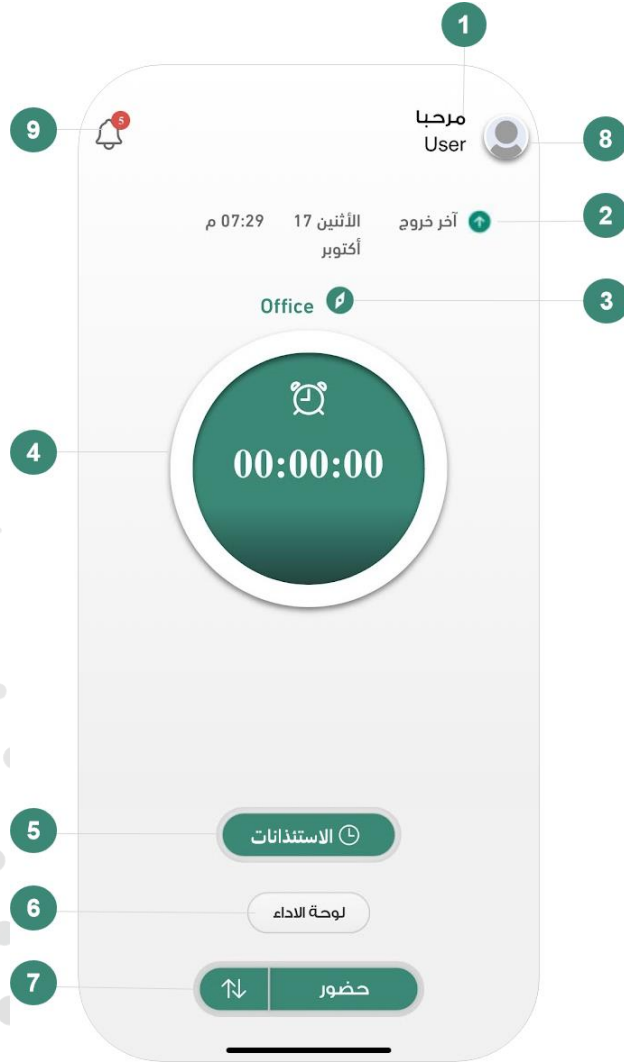 1
9
5
مرحبا
User
8
آخر خروج الأثنين 17 أكتوبر 07:29 م
2
Office
3
4
00:00:00
5
الاستئذانات
6
لوحة الاداء
7
حضور